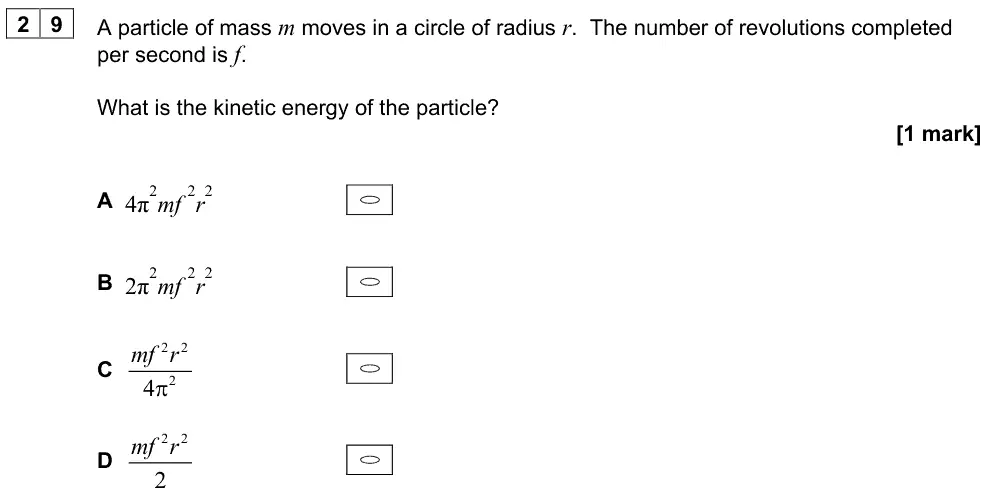 2 9 A particle of mass m moves in a circle of radius r. The number of revolutions completed
per second is f.
What is the kinetic energy of the particle?
[1 mark]
A 4π²mf²r²
B 2π²mf²r²
C mf²r² / 4π²
D mf²r² / 2